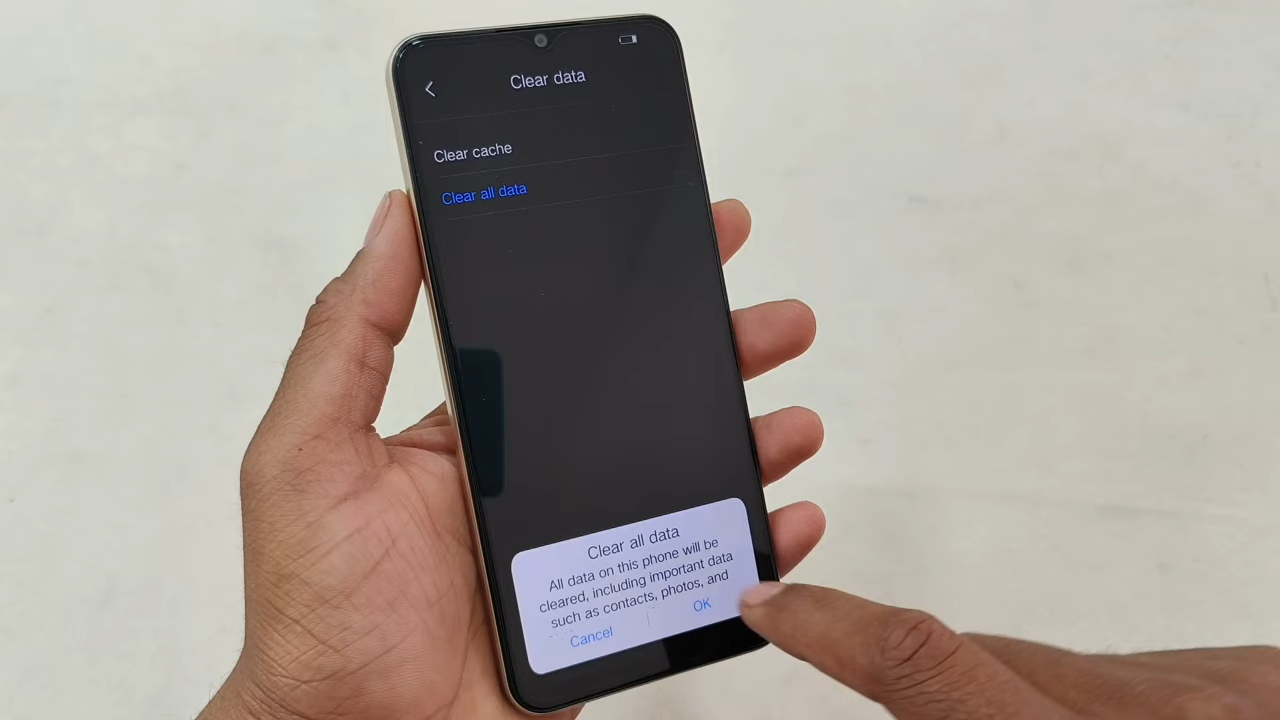 Clear data
Clear cache
Clear all data
Clear all data
All data on this phone will be
cleared, including important data
such as contacts, photos, and
Cancel
OK